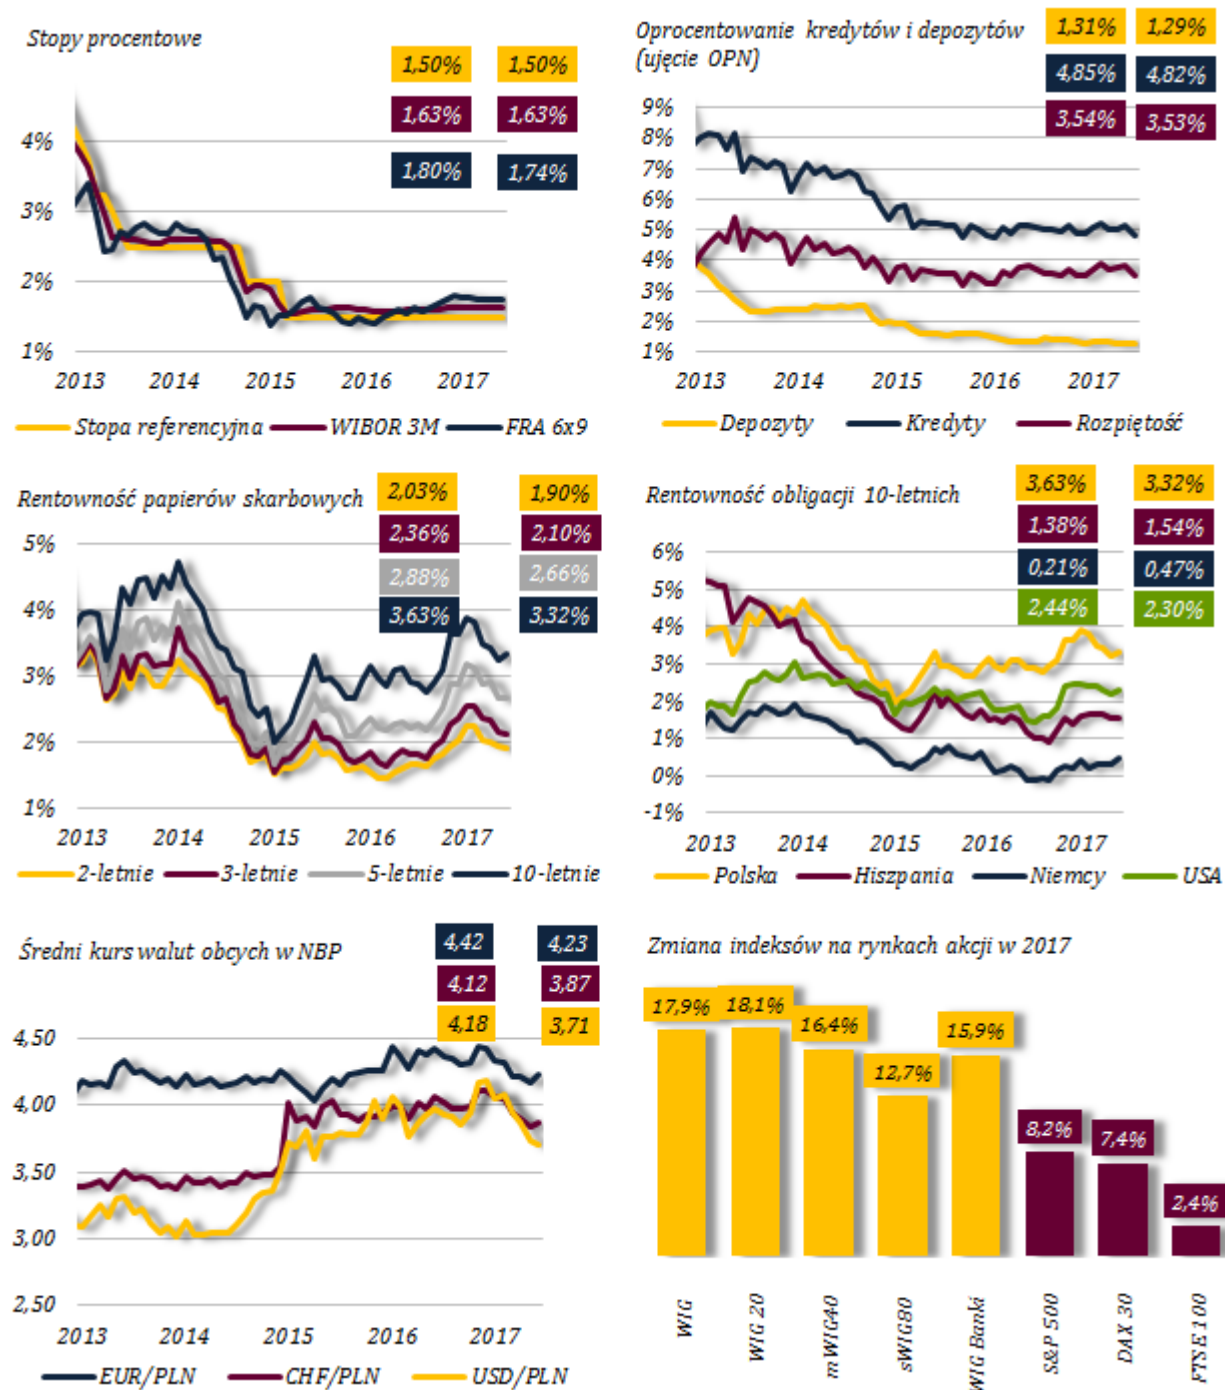 Stopy procentowe
1,50% 1,50%
1,63% 1,63%
1,80% 1,74%
4%
3%
2%
1%
2013 2014 2015 2016 2017
Stopa referencyjna WIBOR 3M FRA 6x9
Oprocentowanie kredytów i depozytów
(ujęcie OPN)
1,31% 1,29%
4,85% 4,82%
3,54% 3,53%
9%
8%
7%
6%
5%
4%
3%
2%
1%
2013 2014 2015 2016 2017
Depozyty Kredyty Rozpiętość
Rentowność papierów skarbowych
2,03% 1,90%
2,36% 2,10%
2,88% 2,66%
3,63% 3,32%
5%
4%
3%
2%
1%
2013 2014 2015 2016 2017
2-letnie 3-letnie 5-letnie 10-letnie
Rentowność obligacji 10-letnich
3,63% 3,32%
1,38% 1,54%
0,21% 0,47%
2,44% 2,30%
6%
5%
4%
3%
2%
1%
0%
-1%
2013 2014 2015 2016 2017
Polska Hiszpania Niemcy USA
Średni kurs walut obcych w NBP
4,42 4,23
4,12 3,87
4,18 3,71
4,50
4,00
3,50
3,00
2,50
2013 2014 2015 2016 2017
EUR/PLN CHF/PLN USD/PLN
Zmiana indeksów na rynkach akcji w 2017
17,9% 18,1% 16,4% 12,7% 15,9% 8,2% 7,4% 2,4%
WIG
WIG 20
mWIG40
sWIG80
WIG Banki
S&P 500
DAX 30
FTSE 100